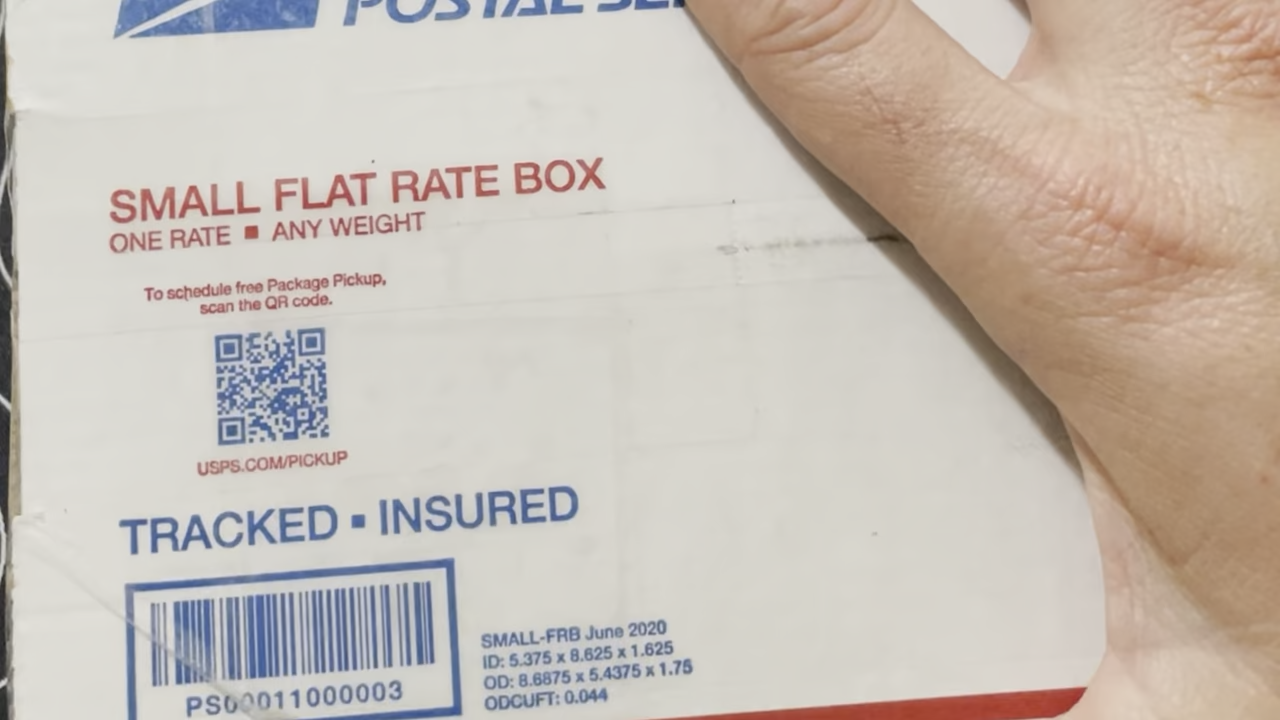 POSTAL
SMALL FLAT RATE BOX
ONE RATE ▪ ANY WEIGHT
To schedule free Package Pickup,
scan the QR code.
USPS.COM/PICKUP
TRACKED ▪ INSURED
PS00011000003
SMALL-FRB June 2020
ID: 5.375 x 8.625 x 1.625
OD: 8.6875 x 5.4375 x 1.75
ODCUFT: 0.044